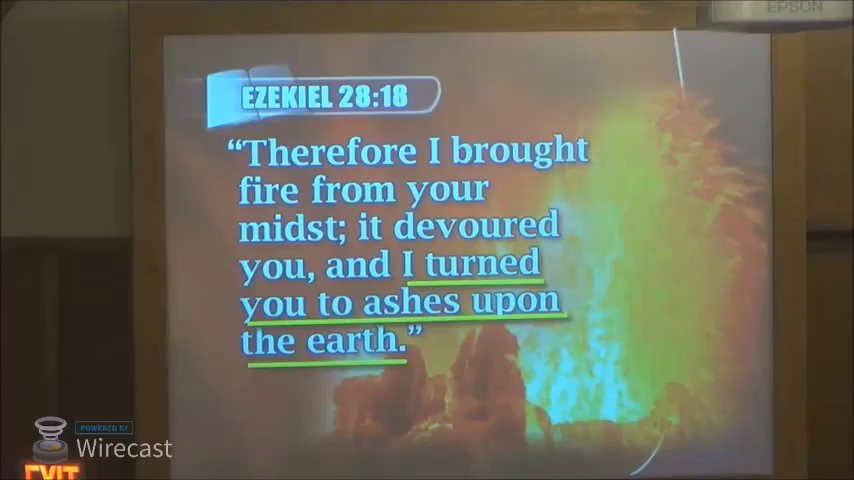 EPSON
EZEKIEL 28:18
“Therefore I brought
fire from your
midst; it devoured
you, and I turned
you to ashes upon
the earth.”
POWERED BY
Wirecast
EXIT